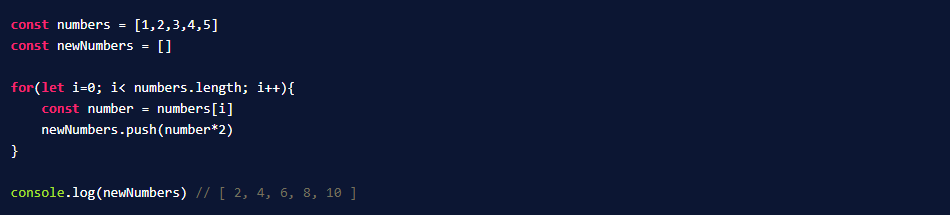 const numbers = [1,2,3,4,5]
const newNumbers = []
for(let i=0; i< numbers.length; i++){
    const number = numbers[i]
    newNumbers.push(number*2)
}
console.log(newNumbers) // [ 2, 4, 6, 8, 10 ]